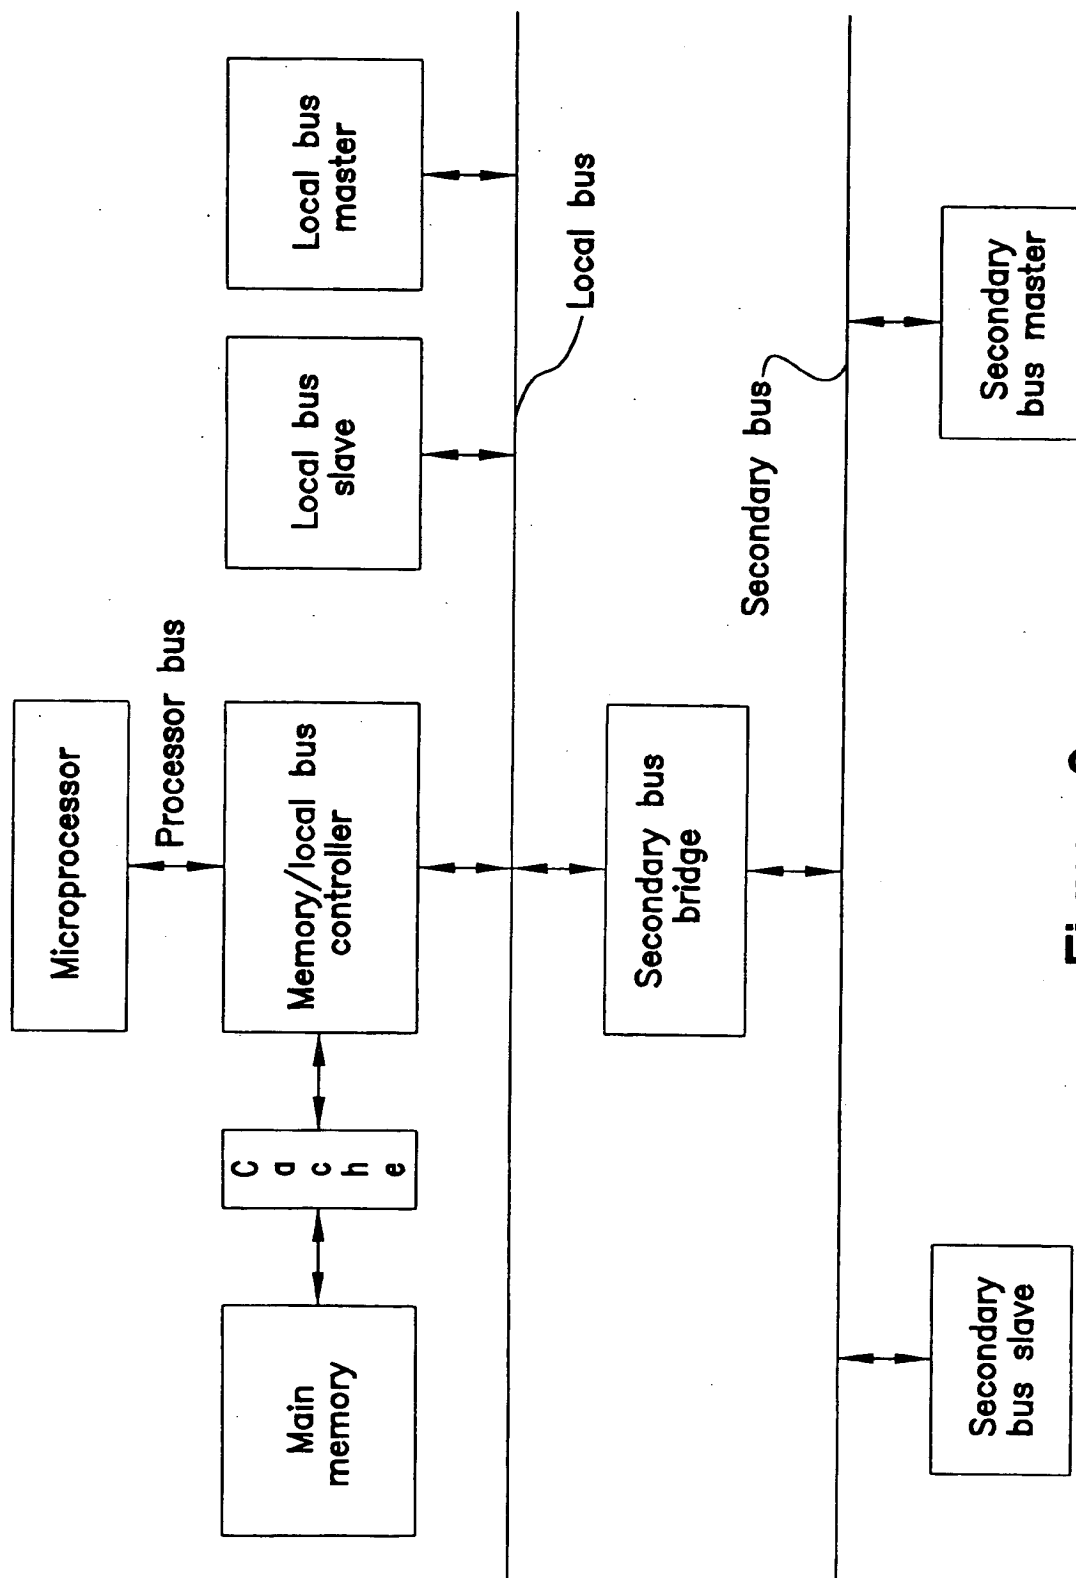 Microprocessor
Processor bus
Main
memory
C
a
c
h
e
Memory/local bus
controller
Local bus
slave
Local bus
master
Local bus
Secondary bus
bridge
Secondary bus
Secondary
bus slave
Secondary
bus master